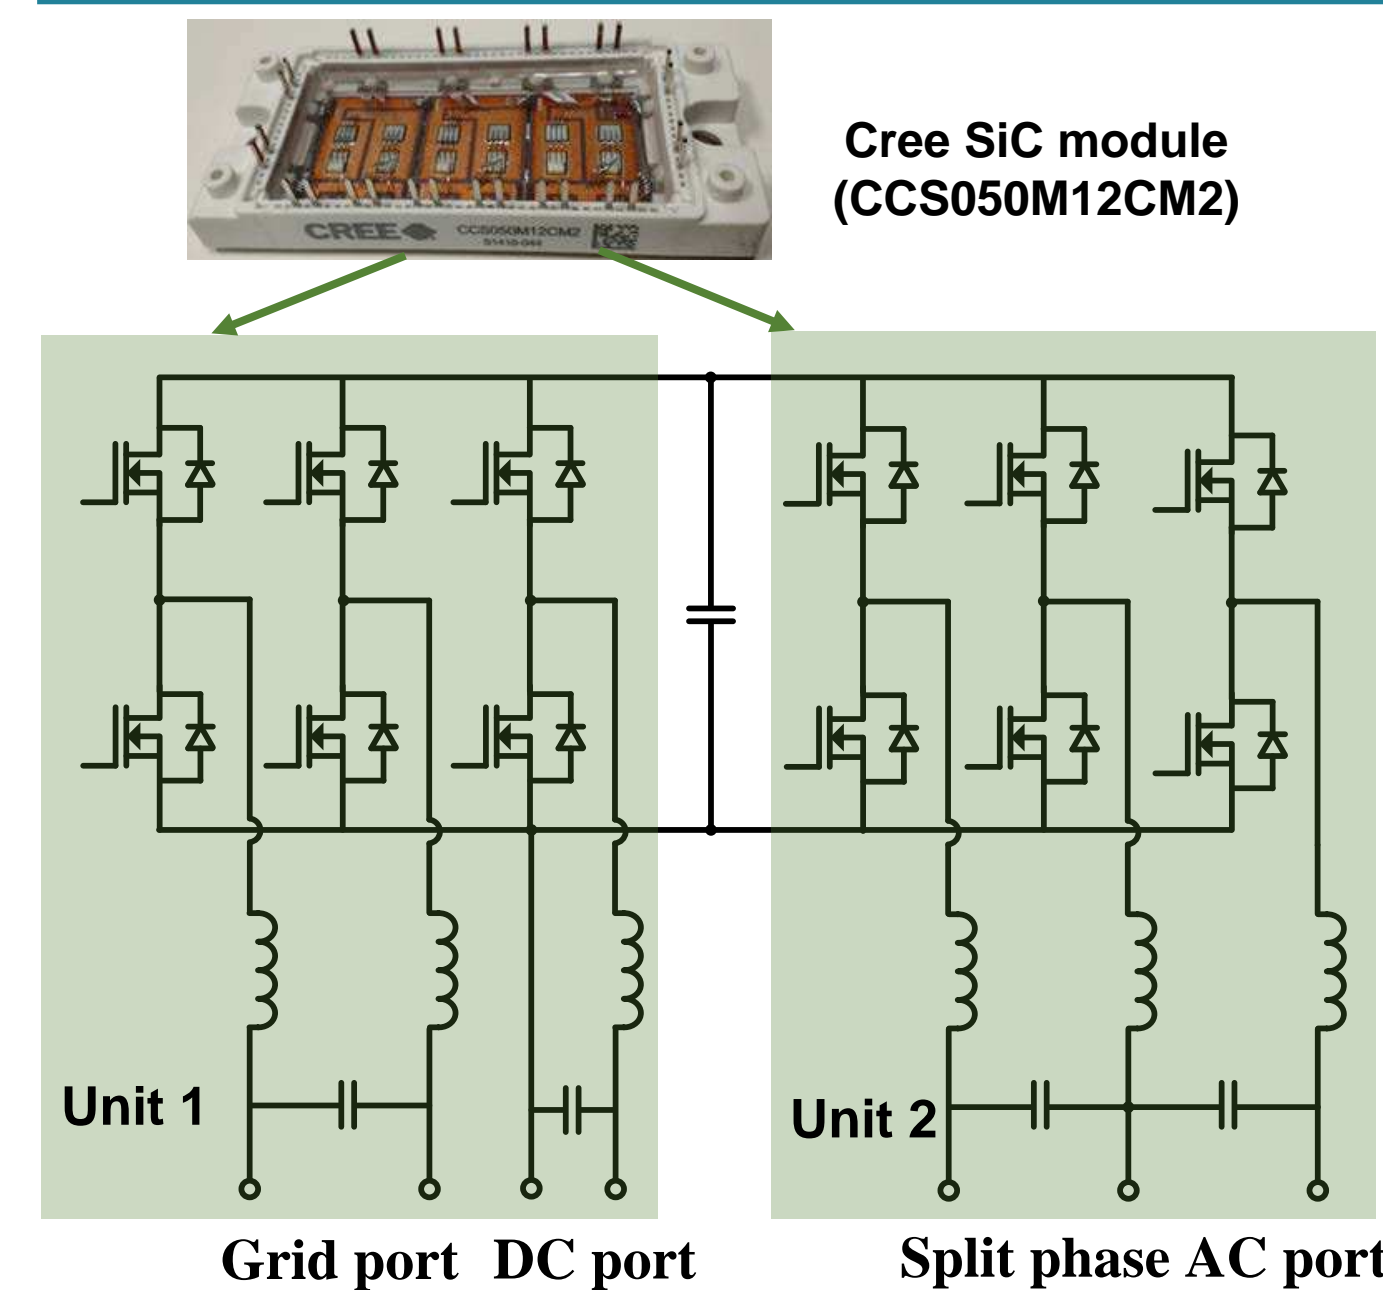 Cree SiC module
(CCS050M12CM2)
CREE
CCS050M12CM2
Unit 1
Unit 2
Grid port
DC port
Split phase AC port